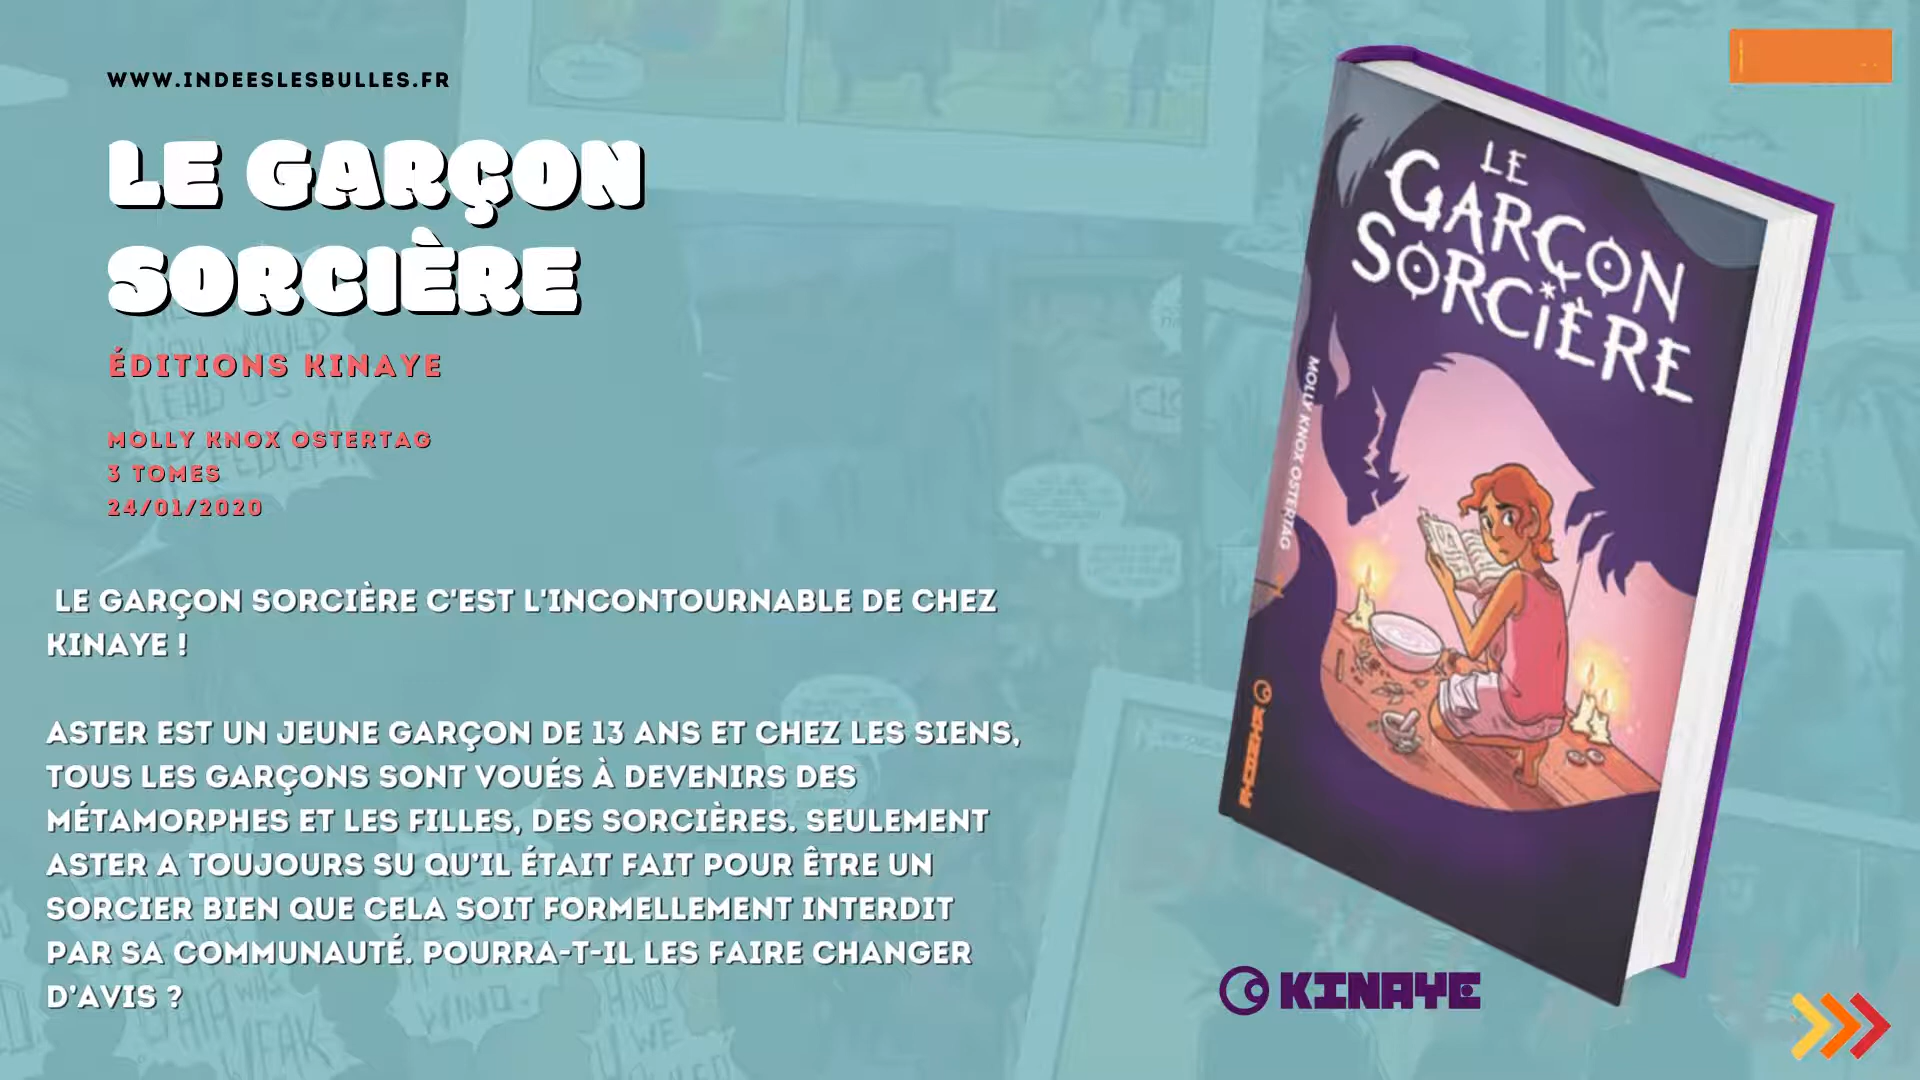 WWW.INDEESLESBULLES.FR
LE GARÇON
SORCIÈRE
ÉDITIONS KINAYE
MOLLY KNOX OSTERTAG
3 TOMES
24/01/2020
LE GARÇON SORCIÈRE C'EST L'INCONTOURNABLE DE CHEZ
KINAYE !
ASTER EST UN JEUNE GARÇON DE 13 ANS ET CHEZ LES SIENS,
TOUS LES GARÇONS SONT VOUÉS À DEVENIRS DES
MÉTAMORPHES ET LES FILLES, DES SORCIÈRES. SEULEMENT
ASTER A TOUJOURS SU QU'IL ÉTAIT FAIT POUR ÊTRE UN
SORCIER BIEN QUE CELA SOIT FORMELLEMENT INTERDIT
PAR SA COMMUNAUTÉ. POURRA-T-IL LES FAIRE CHANGER
D'AVIS ?
LE
GARÇON
SORCIÈRE
MOLLY KNOX OSTERTAG
KINAYE
KINAYE